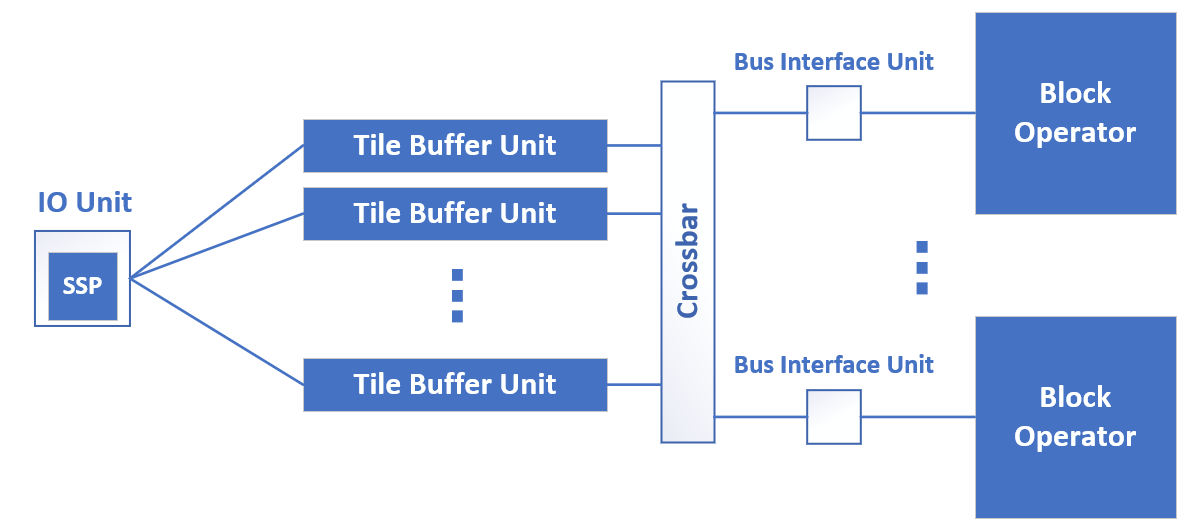 IO Unit
SSP
Tile Buffer Unit
Tile Buffer Unit
Tile Buffer Unit
Crossbar
Bus Interface Unit
Block
Operator
Bus Interface Unit
Block
Operator